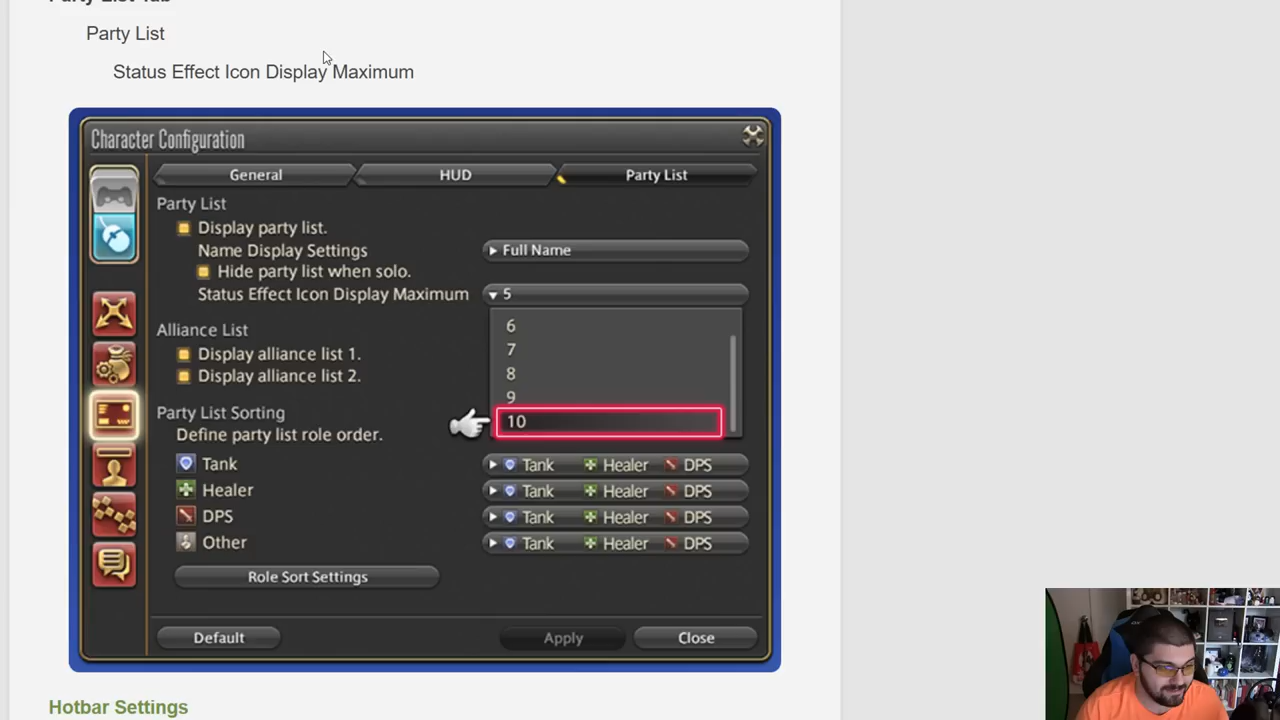 Party List Tab
Party List
Status Effect Icon Display Maximum
Character Configuration
General HUD Party List
Party List
Display party list.
Name Display Settings Full Name
Hide party list when solo.
Status Effect Icon Display Maximum 5
6
Alliance List
7
Display alliance list 1.
8
Display alliance list 2.
9
Party List Sorting
10
Define party list role order.
Tank Tank Healer DPS
Healer Tank Healer DPS
DPS Tank Healer DPS
Other Tank Healer DPS
Role Sort Settings
Default Apply Close
Hotbar Settings